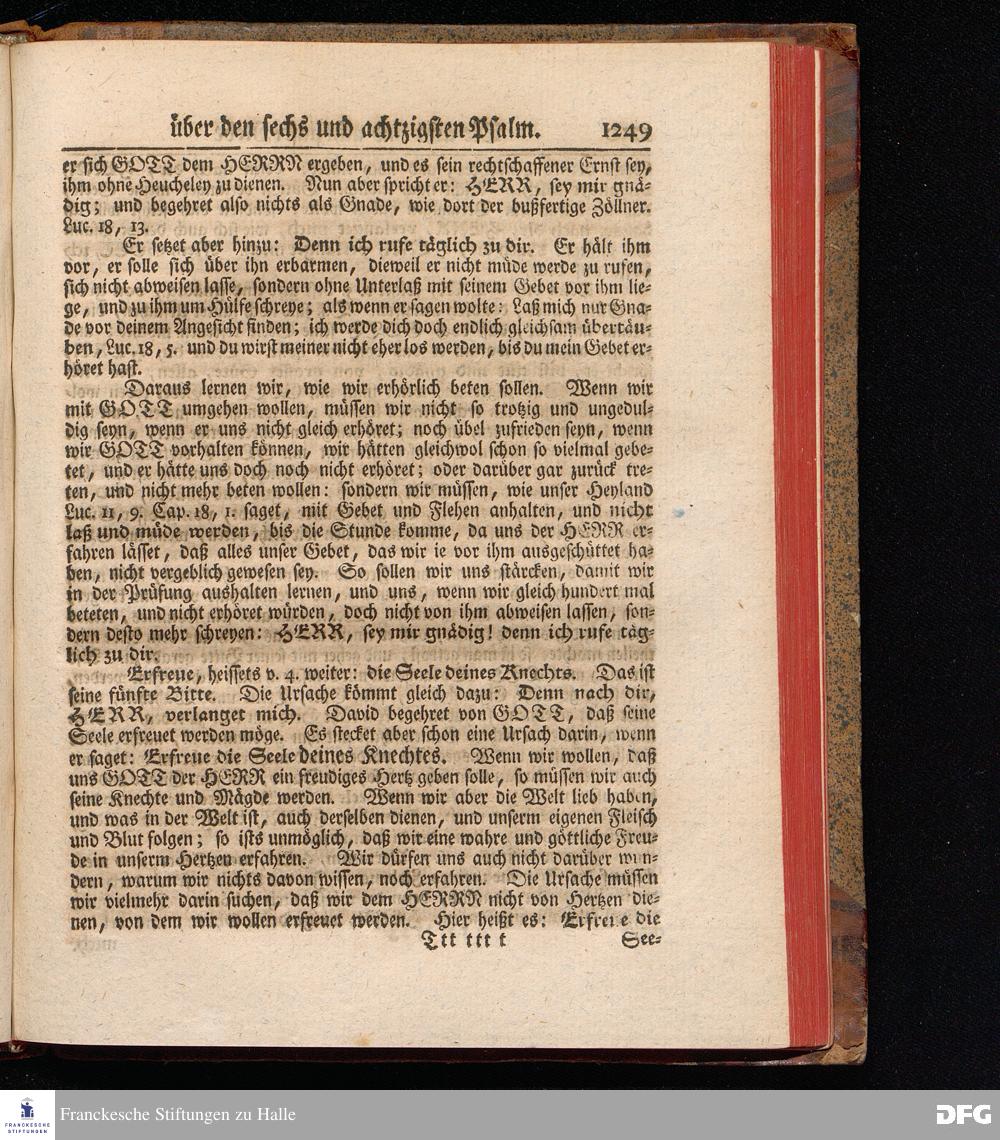 über den sechs und achtzigsten Psalm. 1249
er sich GOTT dem HERRN ergeben, und es sein rechtschaffener Ernst sey,
ihm ohne Heucheley zu dienen. Nun aber spricht er: HERR, sey mir gnä-
dig; und begehret also nichts als Gnade, wie dort der bußfertige Zöllner.
Luc. 18, 13.
Er setzet aber hinzu: Denn ich rufe täglich zu dir. Er hält ihm
vor, er solle sich über ihn erbarmen, dieweil er nicht müde werde zu rufen,
sich nicht abweisen lasse, sondern ohne Unterlaß mit seinem Gebet vor ihm lie-
ge, und zu ihm um Hülfe schreye; als wenn er sagen wolte: Laß mich nur Gna-
de vor deinem Angesicht finden; ich werde dich doch endlich gleichsam übertäu-
ben, Luc. 18, 5. und du wirst meiner nicht eher los werden, bis du mein Gebet er-
höret hast.
Daraus lernen wir, wie wir erhörlich beten sollen. Wenn wir
mit GOTT umgehen wollen, müssen wir nicht so trotzig und ungedul-
dig seyn, wenn er uns nicht gleich erhöret; noch übel zufrieden seyn, wenn
wir GOTT vorhalten können, wir hätten gleichwol schon so vielmal gebe-
tet, und er hätte uns doch noch nicht erhöret; oder darüber gar zurück tre-
ten, und nicht mehr beten wollen: sondern wir müssen, wie unser Heyland
Luc. 11, 9. Cap. 18, 1. saget, mit Gebet und Flehen anhalten, und nicht
laß und müde werden, bis die Stunde komme, da uns der HERR er-
fahren lässet, daß alles unser Gebet, das wir ie vor ihm ausgeschüttet ha-
ben, nicht vergeblich gewesen sey. So sollen wir uns stärcken, damit wir
in der Prüfung aushalten lernen, und uns, wenn wir gleich hundert mal
beteten, und nicht erhöret würden, doch nicht von ihm abweisen lassen, son-
dern desto mehr schreyen: HERR, sey mir gnädig! denn ich rufe täg-
lich zu dir.
Erfreue, heissets v. 4. weiter: die Seele deines Knechts. Das ist
seine fünfte Bitte. Die Ursache kömmt gleich dazu: Denn nach dir,
HERR, verlanget mich. David begehret von GOTT, daß seine
Seele erfreuet werden möge. Es stecket aber schon eine Ursach darin, wenn
er saget: Erfreue die Seele deines Knechtes. Wenn wir wollen, daß
uns GOTT der HERR ein freudiges Hertz geben solle, so müssen wir auch
seine Knechte und Mägde werden. Wenn wir aber die Welt lieb haben,
und was in der Welt ist, auch derselben dienen, und unserm eigenen Fleisch
und Blut folgen; so ists unmöglich, daß wir eine wahre und göttliche Freu-
de in unserm Hertzen erfahren. Wir dürfen uns auch nicht darüber wun-
dern, warum wir nichts davon wissen, noch erfahren. Die Ursache müssen
wir vielmehr darin suchen, daß wir dem HERRN nicht von Hertzen die-
nen, von dem wir wollen erfreuet werden. Hier heißt es: Erfreue die
Ttt ttt t See-
Franckesche Stiftungen zu Halle
FRANCKESCHE
STIFTUNGEN
DFG